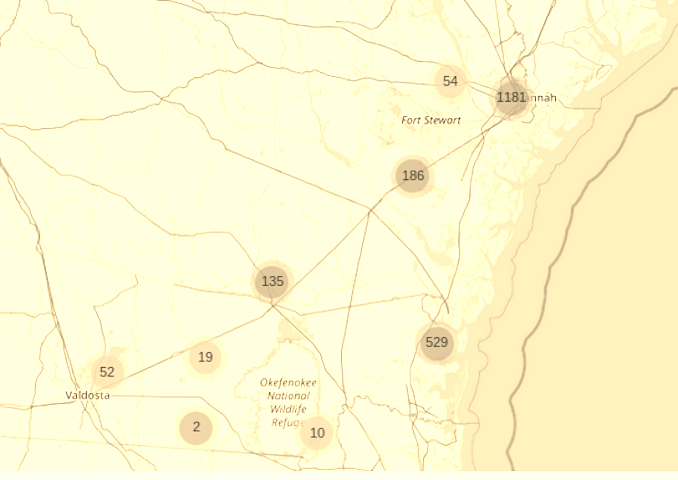 54
1181
nnah
Fort Stewart
186
135
529
19
52
Valdosta
Okefenokee
National
Wildlife
Refuge
2
10